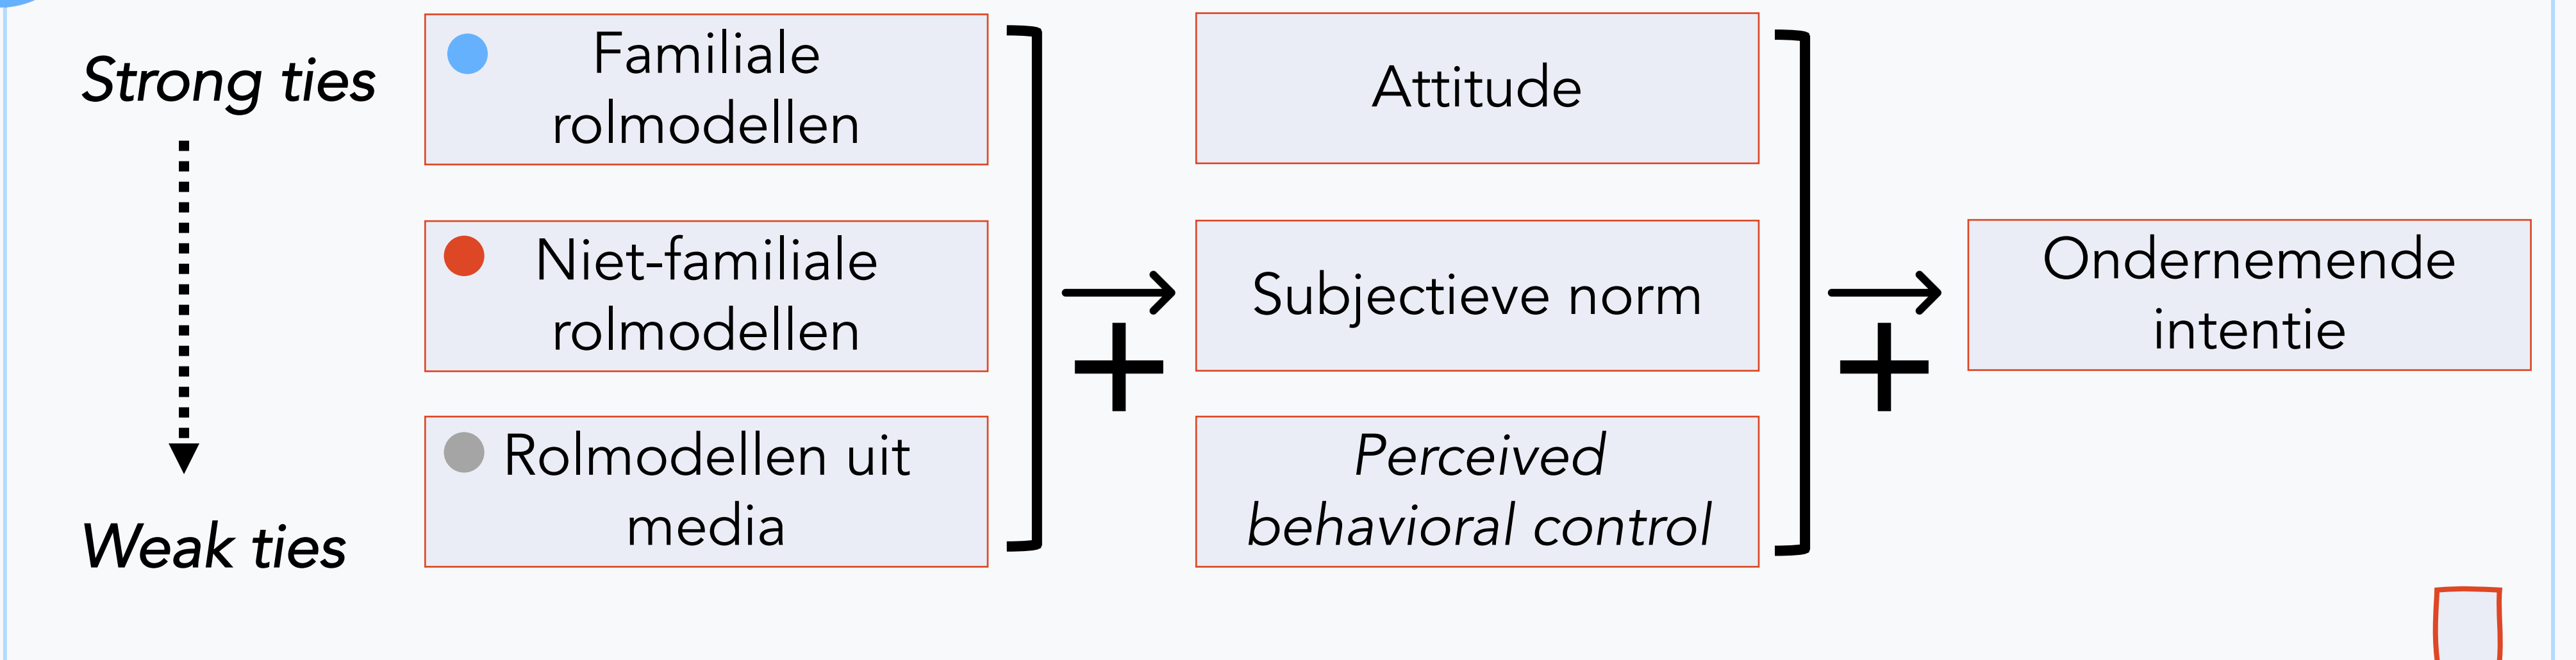 Strong ties
Weak ties
Familiale
rolmodellen
Niet-familiale
rolmodellen
Rolmodellen uit
media
+
Attitude
Subjectieve norm
Perceived
behavioral control
+
Ondernemende
intentie